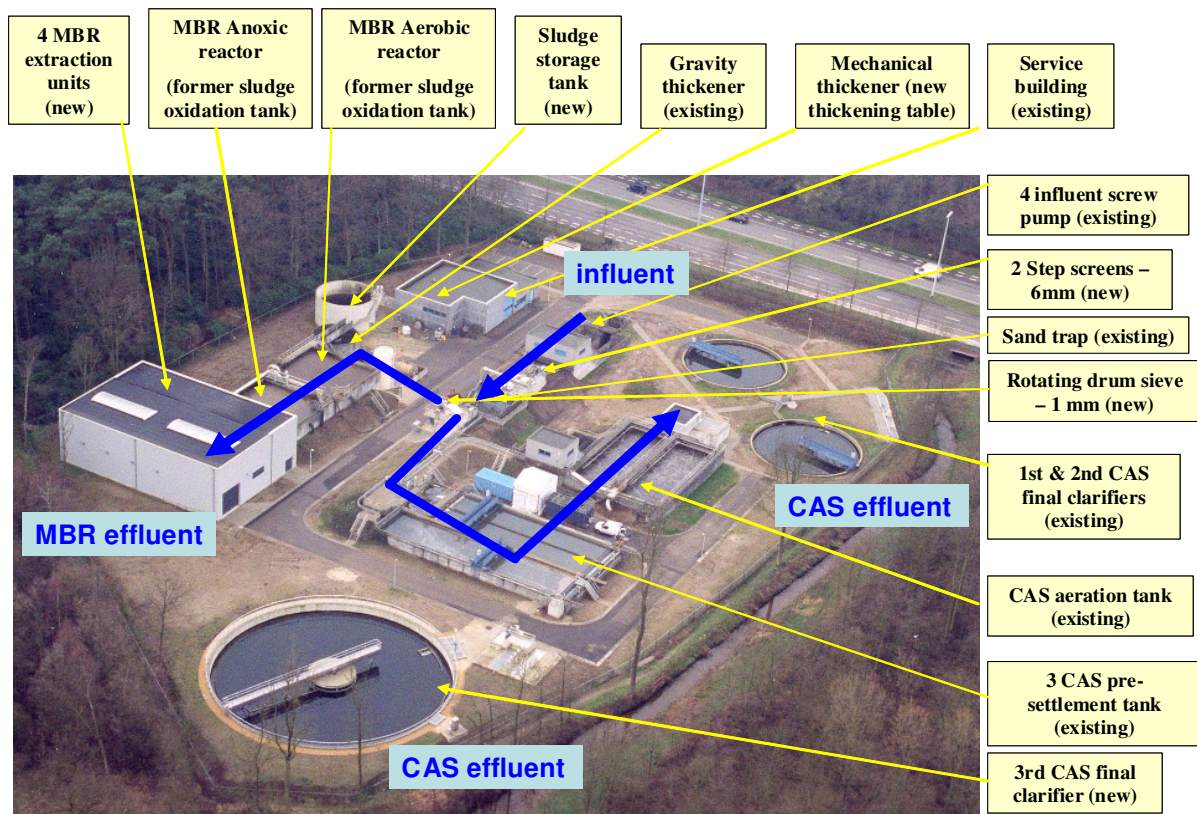 4 MBR
extraction
units
(new)
MBR Anoxic
reactor
(former sludge
oxidation tank)
MBR Aerobic
reactor
(former sludge
oxidation tank)
Sludge
storage
tank
(new)
Gravity
thickener
(existing)
Mechanical
thickener (new
thickening table)
Service
building
(existing)
4 influent screw
pump (existing)
2 Step screens –
6mm (new)
Sand trap (existing)
Rotating drum sieve
– 1 mm (new)
1st & 2nd CAS
final clarifiers
(existing)
CAS aeration tank
(existing)
3 CAS pre-
settlement tank
(existing)
3rd CAS final
clarifier (new)
influent
MBR effluent
CAS effluent
CAS effluent